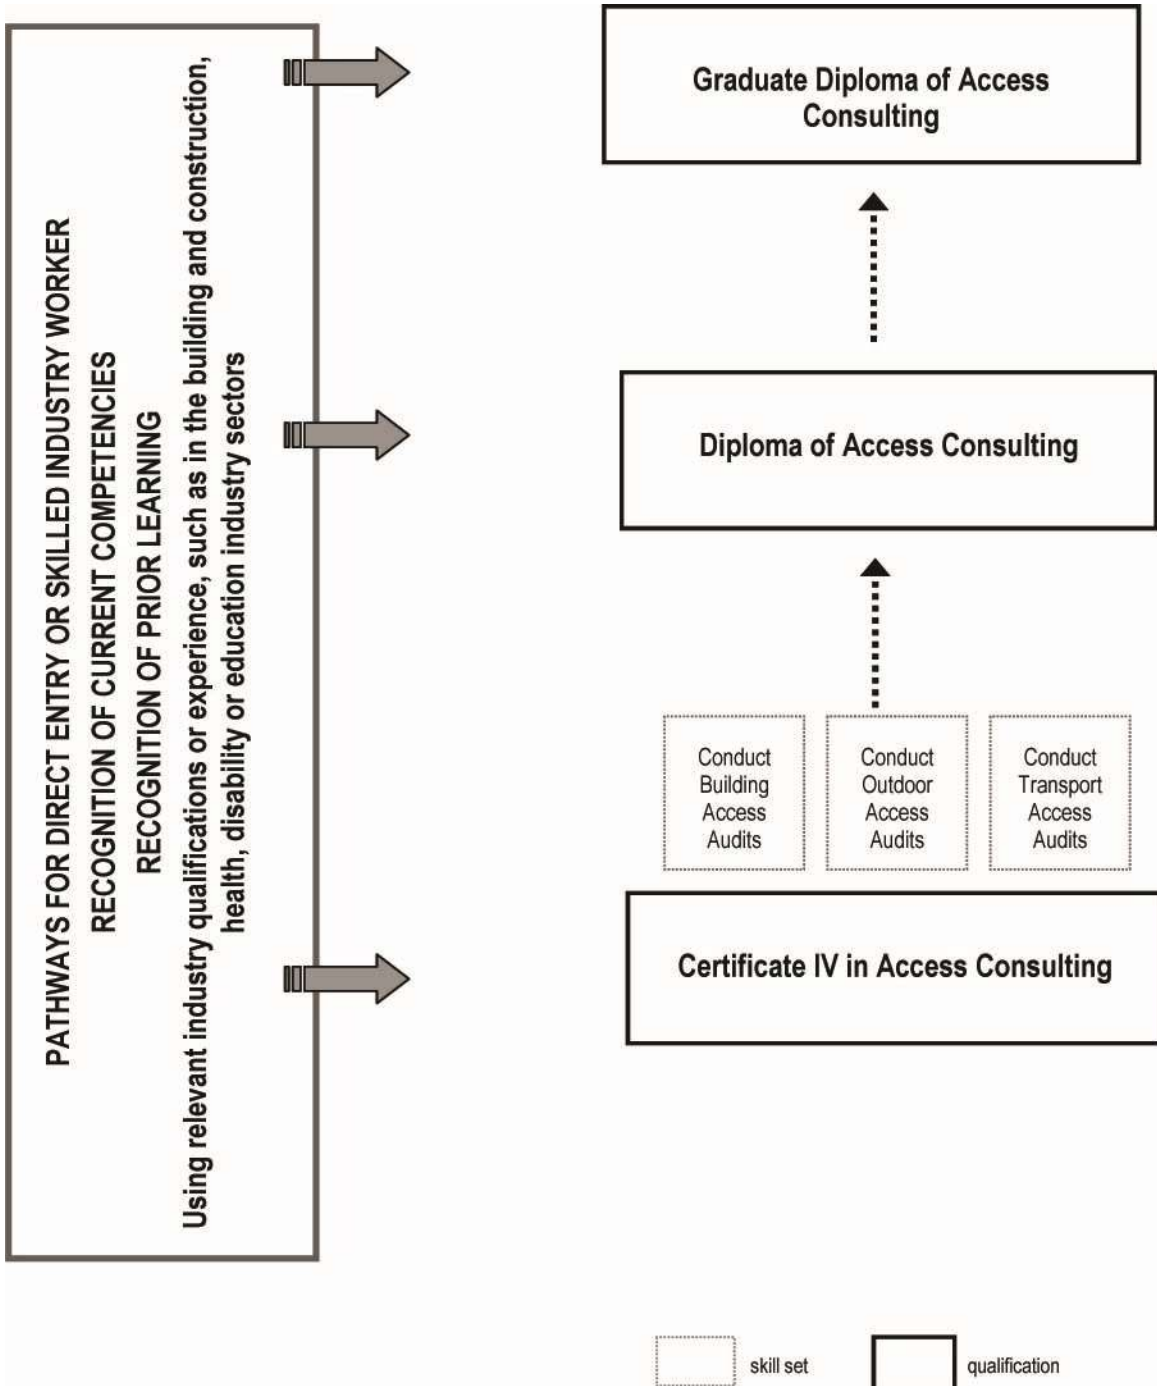 PATHWAYS FOR DIRECT ENTRY OR SKILLED INDUSTRY WORKER
RECOGNITION OF CURRENT COMPETENCIES
RECOGNITION OF PRIOR LEARNING
Using relevant industry qualifications or experience, such as in the building and construction,
health, disability or education industry sectors
Graduate Diploma of Access
Consulting
Diploma of Access Consulting
Conduct
Building
Access
Audits
Conduct
Outdoor
Access
Audits
Conduct
Transport
Access
Audits
Certificate IV in Access Consulting
skill set
qualification